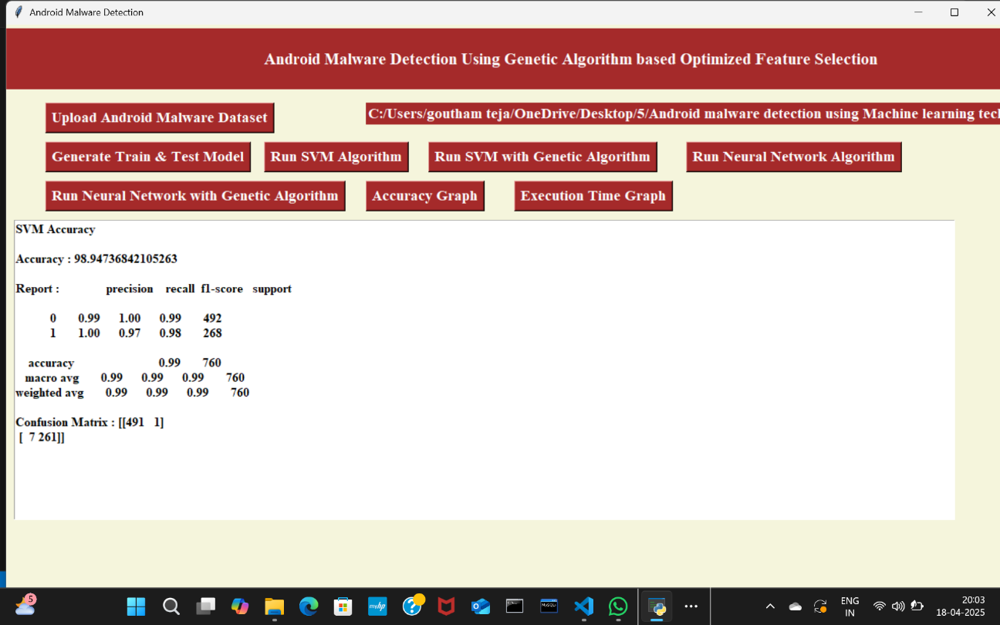 Android Malware Detection
Android Malware Detection Using Genetic Algorithm based Optimized Feature Selection
Upload Android Malware Dataset
C:/Users/goutham teja/OneDrive/Desktop/5/Android malware detection using Machine learning tecl
Generate Train & Test Model Run SVM Algorithm Run SVM with Genetic Algorithm Run Neural Network Algorithm
Run Neural Network with Genetic Algorithm Accuracy Graph Execution Time Graph
SVM Accuracy
Accuracy : 98.94736842105263
Report : precision recall f1-score support
0 0.99 1.00 0.99 492
1 1.00 0.97 0.98 268
accuracy 0.99 760
macro avg 0.99 0.99 0.99 760
weighted avg 0.99 0.99 0.99 760
Confusion Matrix : [[491 1]
[ 7 261]]
5
myhp
MySQL
ENG
IN
20:03
18-04-2025